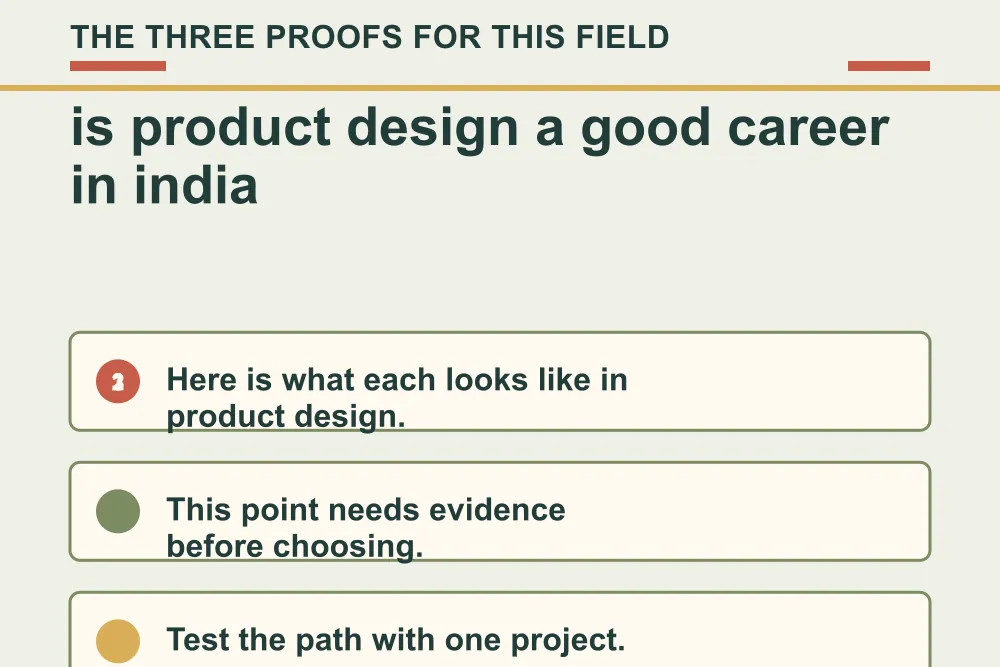 THE THREE PROOFS FOR THIS FIELD
is product design a good career
in india
Here is what each looks like in
product design.
This point needs evidence
before choosing.
Test the path with one project.